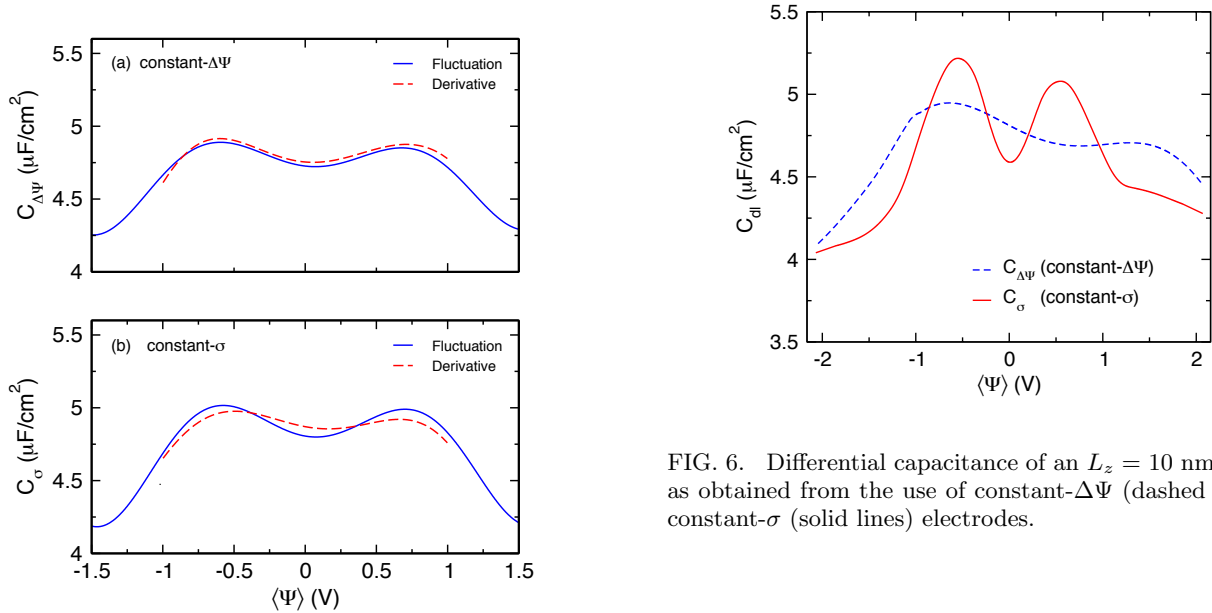 5.5
5
4.5
4
C_ΔΨ (μF/cm²)
(a) constant-ΔΨ
Fluctuation
Derivative
5.5
5
4.5
4
C_σ (μF/cm²)
(b) constant-σ
Fluctuation
Derivative
-1.5 -1 -0.5 0 0.5 1 1.5
⟨Ψ⟩ (V)
5.5
5
4.5
4
3.5
C_dl (μF/cm²)
C_ΔΨ (constant-ΔΨ)
C_σ (constant-σ)
-2 -1 0 1 2
⟨Ψ⟩ (V)
FIG. 6. Differential capacitance of an L_z = 10 nm
as obtained from the use of constant-ΔΨ (dashed
constant-σ (solid lines) electrodes.